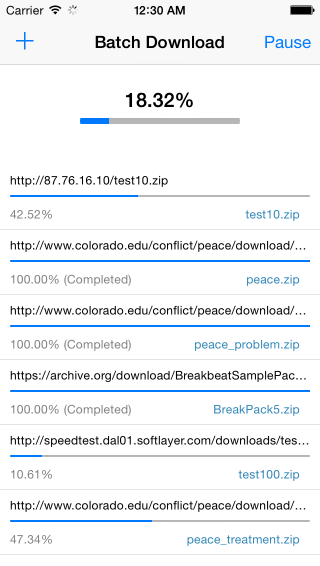 Carrier 12:30 AM
+ Batch Download Pause
18.32%
http://87.76.16.10/test10.zip
42.52% test10.zip
http://www.colorado.edu/conflict/peace/download/...
100.00% (Completed) peace.zip
http://www.colorado.edu/conflict/peace/download/...
100.00% (Completed) peace_problem.zip
https://archive.org/download/BreakbeatSamplePac...
100.00% (Completed) BreakPack5.zip
http://speedtest.dal01.softlayer.com/downloads/tes...
10.61% test100.zip
http://www.colorado.edu/conflict/peace/download/...
47.34% peace_treatment.zip